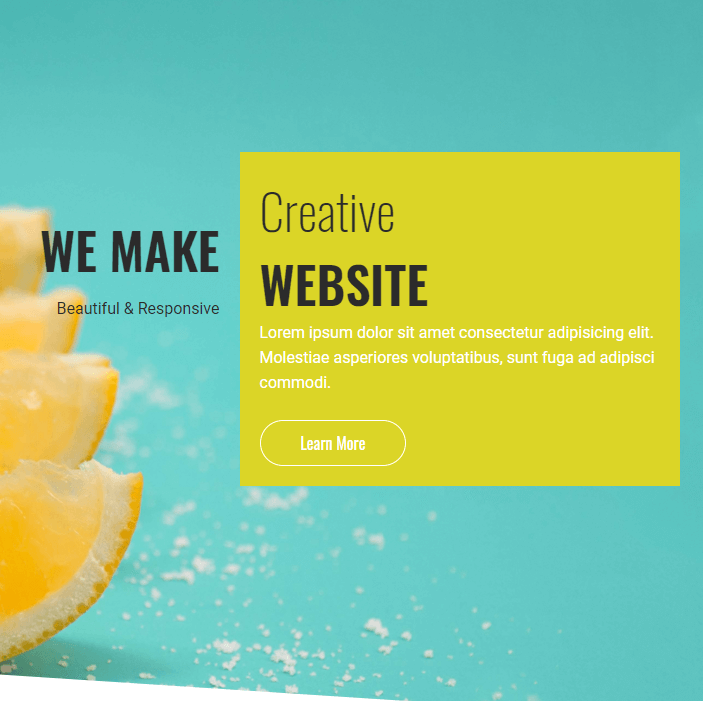 WE MAKE
Beautiful & Responsive
Creative
WEBSITE
Lorem ipsum dolor sit amet consectetur adipisicing elit.
Molestiae asperiores voluptatibus, sunt fuga ad adipisci
commodi.
Learn More